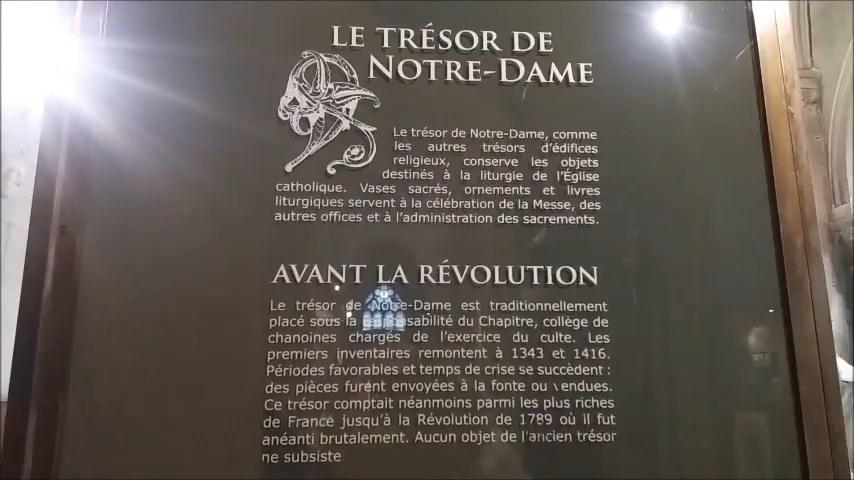 LE TRÉSOR DE
NOTRE-DAME
Le trésor de Notre-Dame, comme
les autres trésors d'édifices
religieux, conserve les objets
destinés à la liturgie de l'Église
catholique. Vases sacrés, ornements et livres
liturgiques servent à la célébration de la Messe, des
autres offices et à l'administration des sacrements.
AVANT LA RÉVOLUTION
Le trésor de Notre-Dame est traditionnellement
placé sous la responsabilité du Chapitre, collège de
chanoines chargés de l'exercice du culte. Les
premiers inventaires remontent à 1343 et 1416.
Périodes favorables et temps de crise se succèdent :
des pièces furent envoyées à la fonte ou vendues.
Ce trésor comptait néanmoins parmi les plus riches
de France jusqu'à la Révolution de 1789 où il fut
anéanti brutalement. Aucun objet de l'ancien trésor
ne subsiste